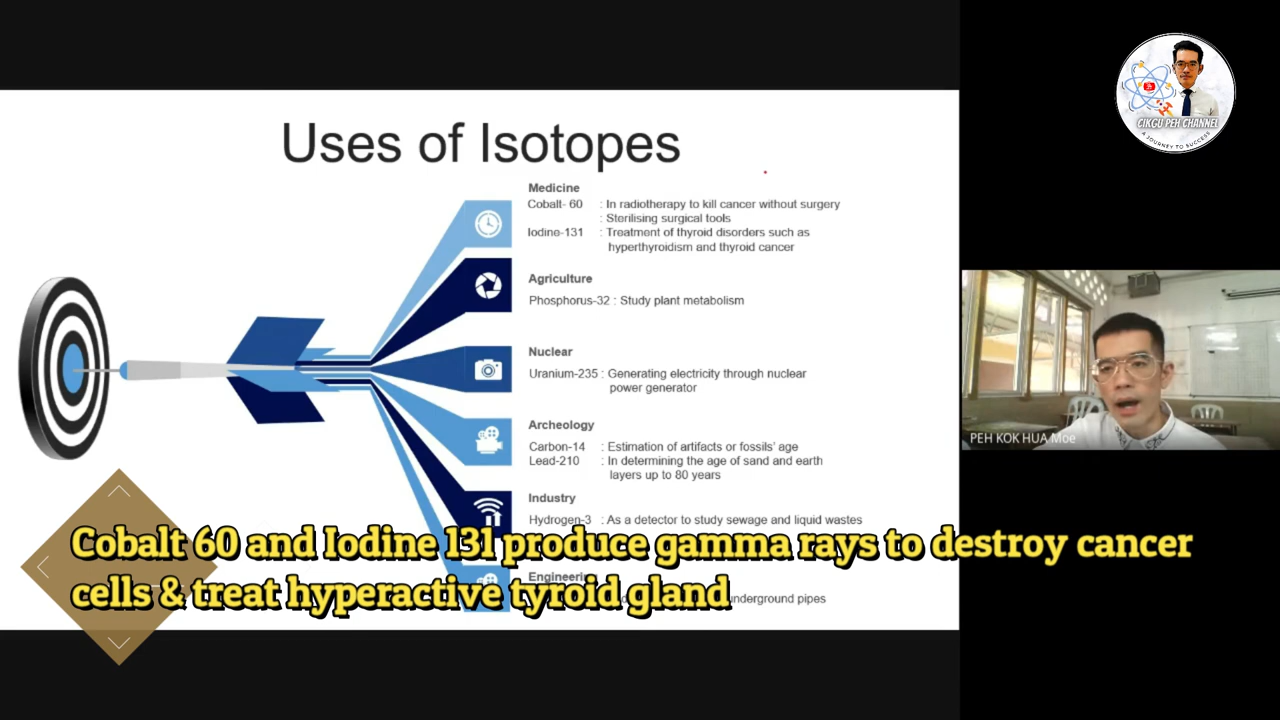 Uses of Isotopes
Medicine
Cobalt- 60 : In radiotherapy to kill cancer without surgery
: Sterilising surgical tools
Iodine-131 : Treatment of thyroid disorders such as
hyperthyroidism and thyroid cancer
Agriculture
Phosphorus-32 : Study plant metabolism
Nuclear
Uranium-235 : Generating electricity through nuclear
power generator
Archeology
Carbon-14 : Estimation of artifacts or fossils' age
Lead-210 : In determining the age of sand and earth
layers up to 80 years
Industry
Hydrogen-3 : As a detector to study sewage and liquid wastes
underground pipes
Cobalt 60 and Iodine 131 produce gamma rays to destroy cancer
cells & treat hyperactive tyroid gland
CIKGU PEH CHANNEL
A JOURNEY TO SUCCESS
PEH KOK HUA Moe